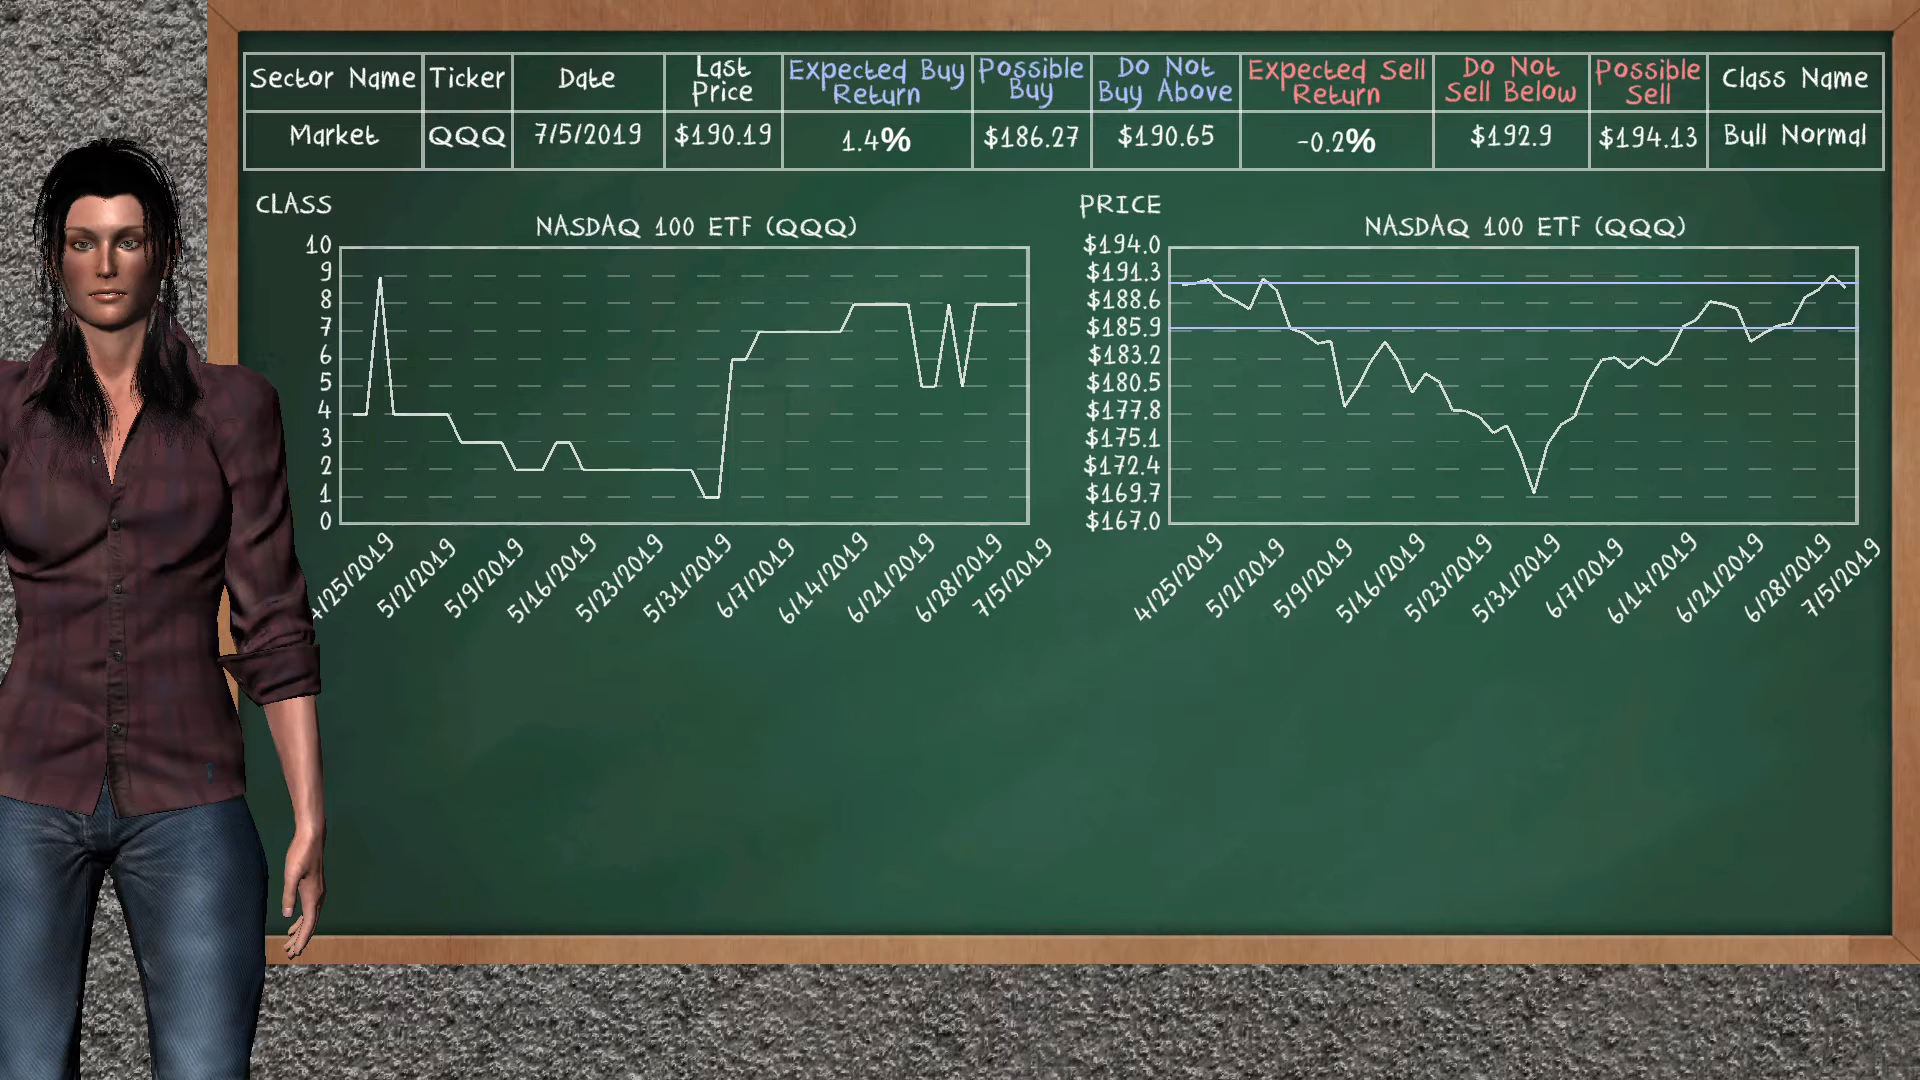 Sector Name Ticker Date Last Price Expected Buy Return Possible Buy Do Not Buy Above Expected Sell Return Do Not Sell Below Possible Sell Class Name
Market QQQ 7/5/2019 $190.19 1.4% $186.27 $190.65 -0.2% $192.9 $194.13 Bull Normal
CLASS
NASDAQ 100 ETF (QQQ)
10
9
8
7
6
5
4
3
2
1
0
4/25/2019 5/2/2019 5/9/2019 5/16/2019 5/23/2019 5/31/2019 6/7/2019 6/14/2019 6/21/2019 6/28/2019 7/5/2019
PRICE
NASDAQ 100 ETF (QQQ)
$194.0
$191.3
$188.6
$185.9
$183.2
$180.5
$177.8
$175.1
$172.4
$169.7
$167.0
4/25/2019 5/2/2019 5/9/2019 5/16/2019 5/23/2019 5/31/2019 6/7/2019 6/14/2019 6/21/2019 6/28/2019 7/5/2019